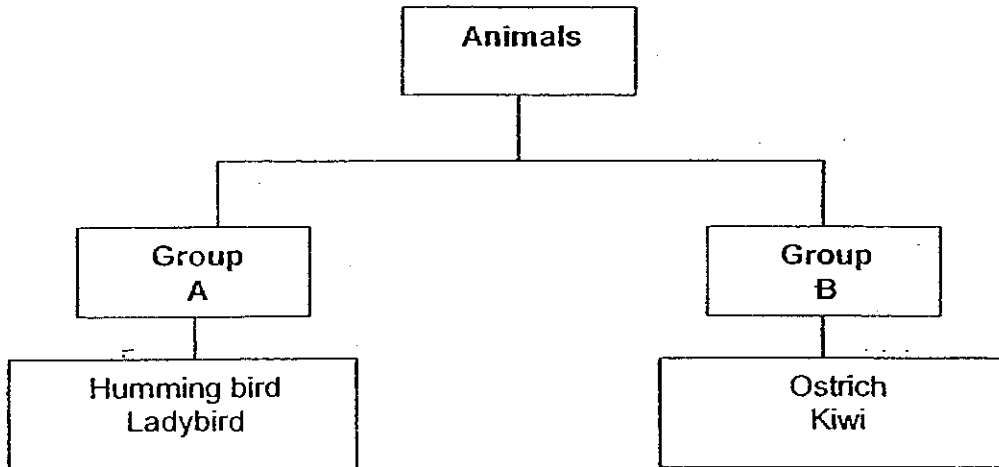 Animals
Group
A
Group
B
Humming bird
Ladybird
Ostrich
Kiwi